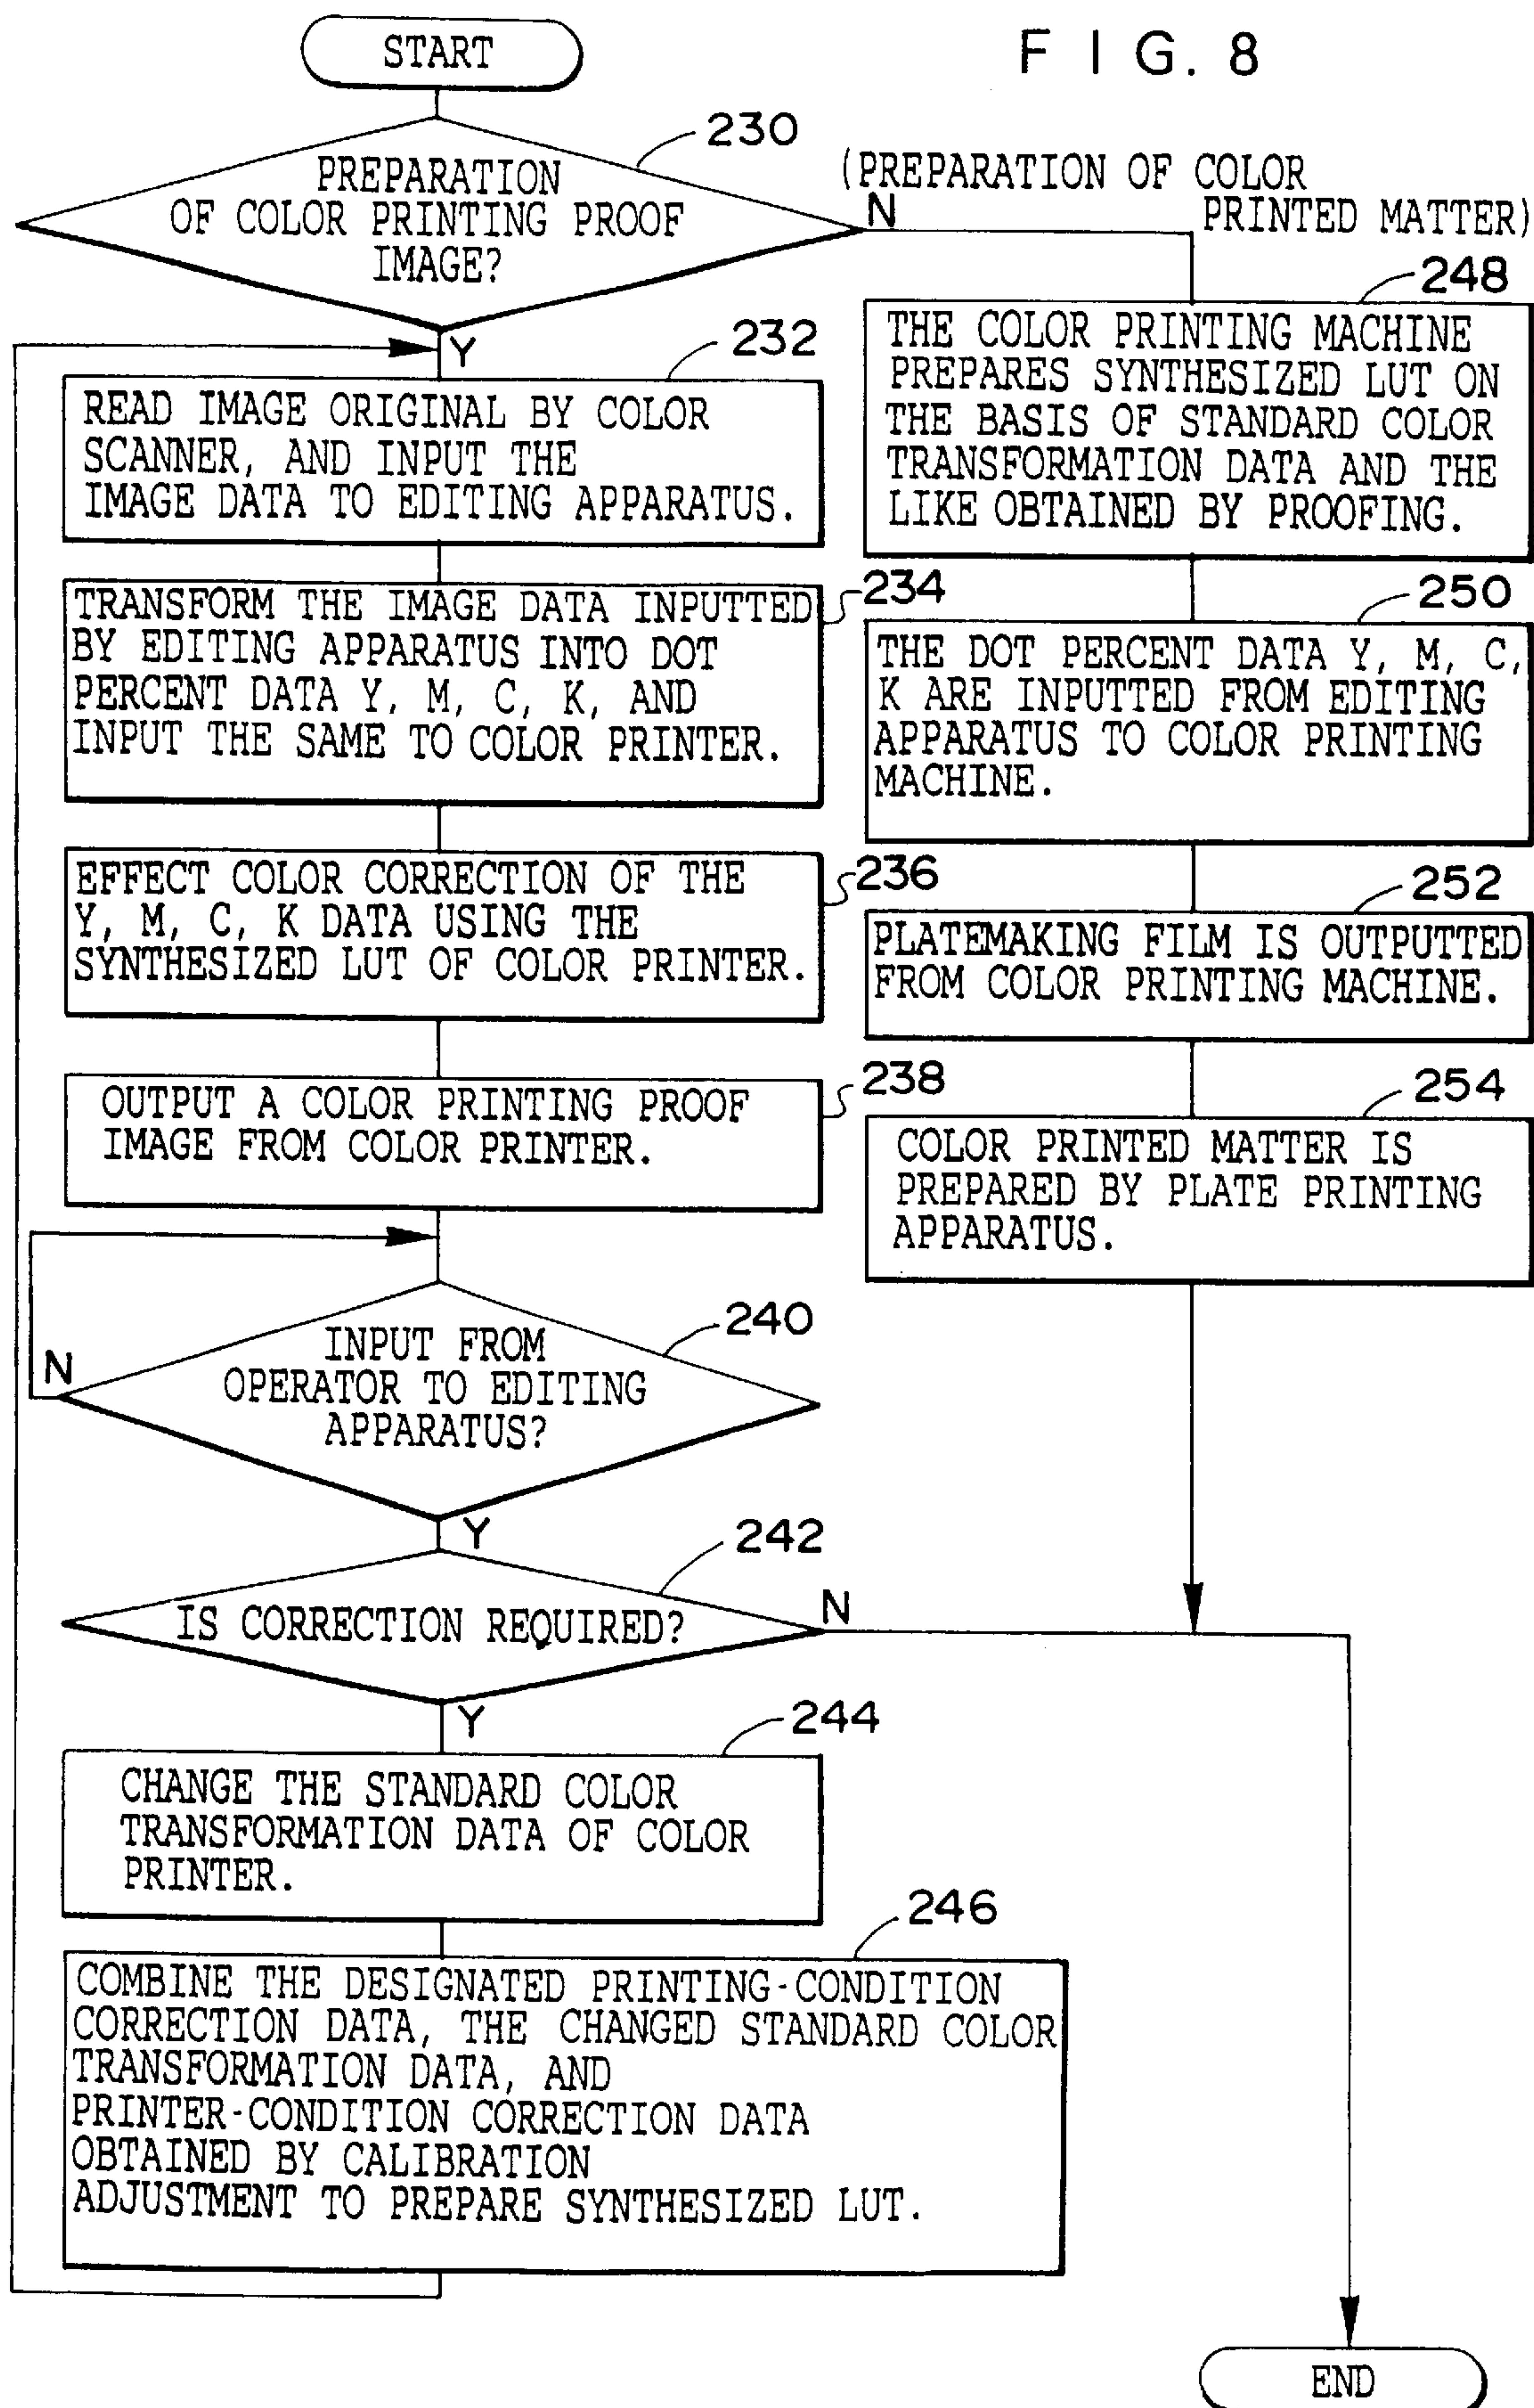 F I G. 8
START
230
PREPARATION
OF COLOR PRINTING PROOF
IMAGE?
(PREPARATION OF COLOR
PRINTED MATTER)
N
Y
232
READ IMAGE ORIGINAL BY COLOR
SCANNER, AND INPUT THE
IMAGE DATA TO EDITING APPARATUS.
234
TRANSFORM THE IMAGE DATA INPUTTED
BY EDITING APPARATUS INTO DOT
PERCENT DATA Y, M, C, K, AND
INPUT THE SAME TO COLOR PRINTER.
236
EFFECT COLOR CORRECTION OF THE
Y, M, C, K DATA USING THE
SYNTHESIZED LUT OF COLOR PRINTER.
238
OUTPUT A COLOR PRINTING PROOF
IMAGE FROM COLOR PRINTER.
240
INPUT FROM
OPERATOR TO EDITING
APPARATUS?
N
Y
242
IS CORRECTION REQUIRED?
N
Y
244
CHANGE THE STANDARD COLOR
TRANSFORMATION DATA OF COLOR
PRINTER.
246
COMBINE THE DESIGNATED PRINTING-CONDITION
CORRECTION DATA, THE CHANGED STANDARD COLOR
TRANSFORMATION DATA, AND
PRINTER-CONDITION CORRECTION DATA
OBTAINED BY CALIBRATION
ADJUSTMENT TO PREPARE SYNTHESIZED LUT.
248
THE COLOR PRINTING MACHINE
PREPARES SYNTHESIZED LUT ON
THE BASIS OF STANDARD COLOR
TRANSFORMATION DATA AND THE
LIKE OBTAINED BY PROOFING.
250
THE DOT PERCENT DATA Y, M, C,
K ARE INPUTTED FROM EDITING
APPARATUS TO COLOR PRINTING
MACHINE.
252
PLATEMAKING FILM IS OUTPUTTED
FROM COLOR PRINTING MACHINE.
254
COLOR PRINTED MATTER IS
PREPARED BY PLATE PRINTING
APPARATUS.
END